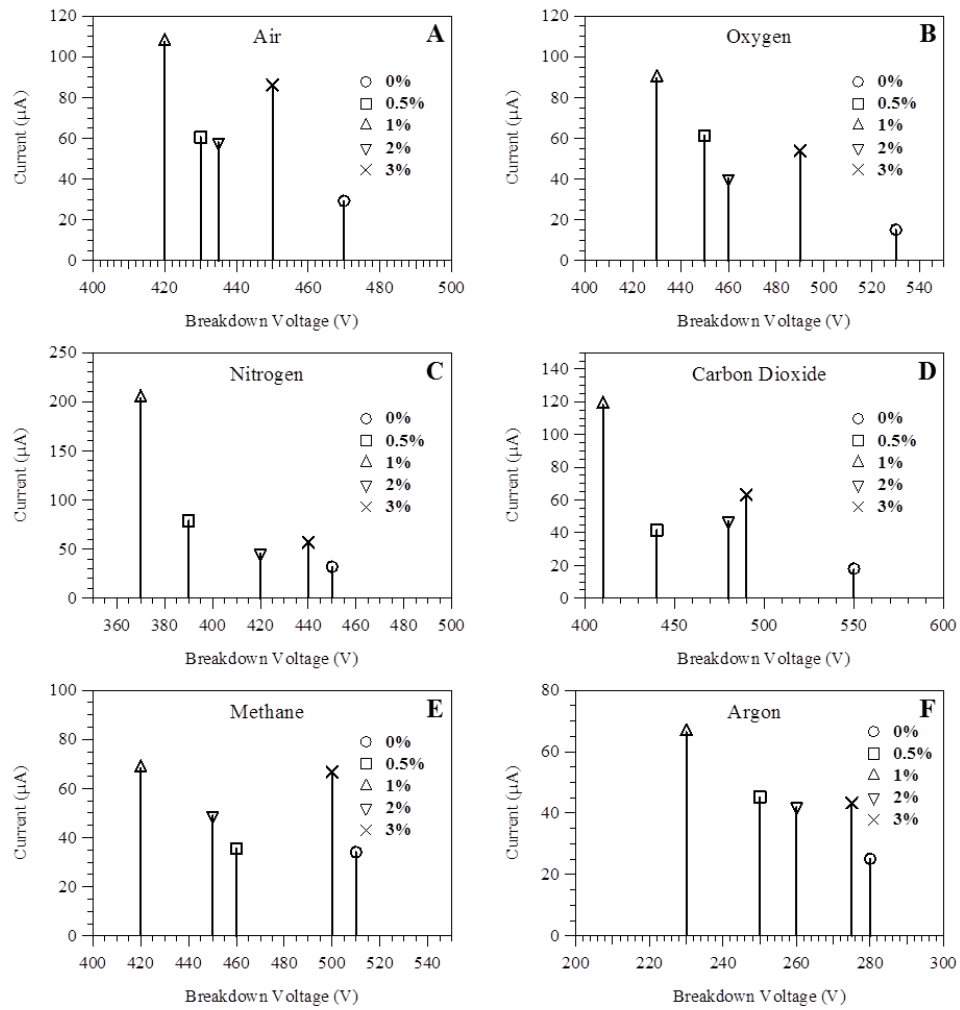 Air
A
120
100
80
60
40
20
0
Current (μA)
0%
0.5%
1%
2%
3%
400 420 440 460 480 500
Breakdown Voltage (V)
Oxygen
B
120
100
80
60
40
20
0
Current (μA)
0%
0.5%
1%
2%
3%
400 420 440 460 480 500 520 540
Breakdown Voltage (V)
Nitrogen
C
250
200
150
100
50
0
Current (μA)
0%
0.5%
1%
2%
3%
360 380 400 420 440 460 480 500
Breakdown Voltage (V)
Carbon Dioxide
D
140
120
100
80
60
40
20
0
Current (μA)
0%
0.5%
1%
2%
3%
400 450 500 550 600
Breakdown Voltage (V)
Methane
E
100
80
60
40
20
0
Current (μA)
0%
0.5%
1%
2%
3%
400 420 440 460 480 500 520 540
Breakdown Voltage (V)
Argon
F
80
60
40
20
0
Current (μA)
0%
0.5%
1%
2%
3%
200 220 240 260 280 300
Breakdown Voltage (V)